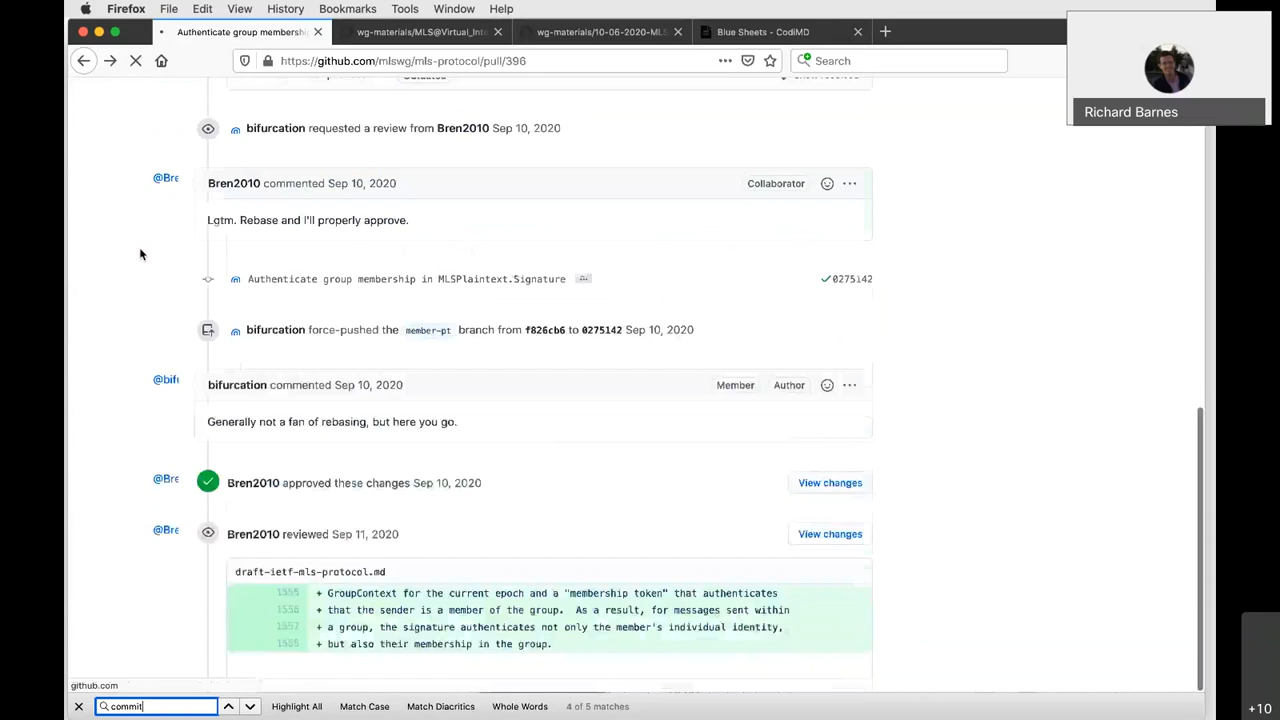 Firefox File Edit View History Bookmarks Tools Window Help
Authenticate group membership
wg-materials/MLS@Virtual_Inte
wg-materials/10-06-2020-MLS
Blue Sheets - CodiMD
https://github.com/mlswg/mls-protocol/pull/396
Search
Richard Barnes
bifurcation requested a review from Bren2010 Sep 10, 2020
@Bre
Bren2010 commented Sep 10, 2020
Collaborator
Lgtm. Rebase and I'll properly approve.
Authenticate group membership in MLSPlaintext.Signature
0275142
bifurcation force-pushed the member-pt branch from f826cb6 to 0275142 Sep 10, 2020
@bifu
bifurcation commented Sep 10, 2020
Member Author
Generally not a fan of rebasing, but here you go.
@Bre
Bren2010 approved these changes Sep 10, 2020
View changes
@Bre
Bren2010 reviewed Sep 11, 2020
View changes
draft-ietf-mls-protocol.md
+ GroupContext for the current epoch and a "membership token" that authenticates
+ that the sender is a member of the group. As a result, for messages sent within
+ a group, the signature authenticates not only the member's individual identity,
+ but also their membership in the group.
github.com
commit
Highlight All Match Case Match Diacritics Whole Words 4 of 5 matches
+10